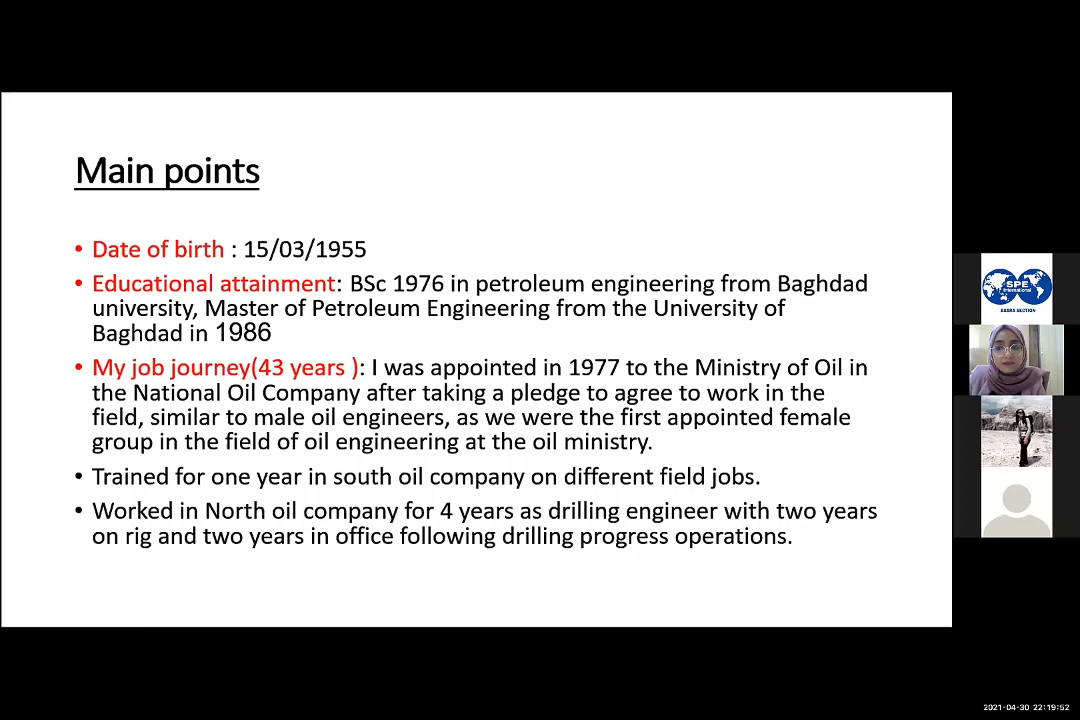 Main points
• Date of birth : 15/03/1955
• Educational attainment: BSc 1976 in petroleum engineering from Baghdad
university, Master of Petroleum Engineering from the University of
Baghdad in 1986
• My job journey(43 years ): I was appointed in 1977 to the Ministry of Oil in
the National Oil Company after taking a pledge to agree to work in the
field, similar to male oil engineers, as we were the first appointed female
group in the field of oil engineering at the oil ministry.
• Trained for one year in south oil company on different field jobs.
• Worked in North oil company for 4 years as drilling engineer with two years
on rig and two years in office following drilling progress operations.
SPE
International
BASRA SECTION
2021-04-30 22:19:52